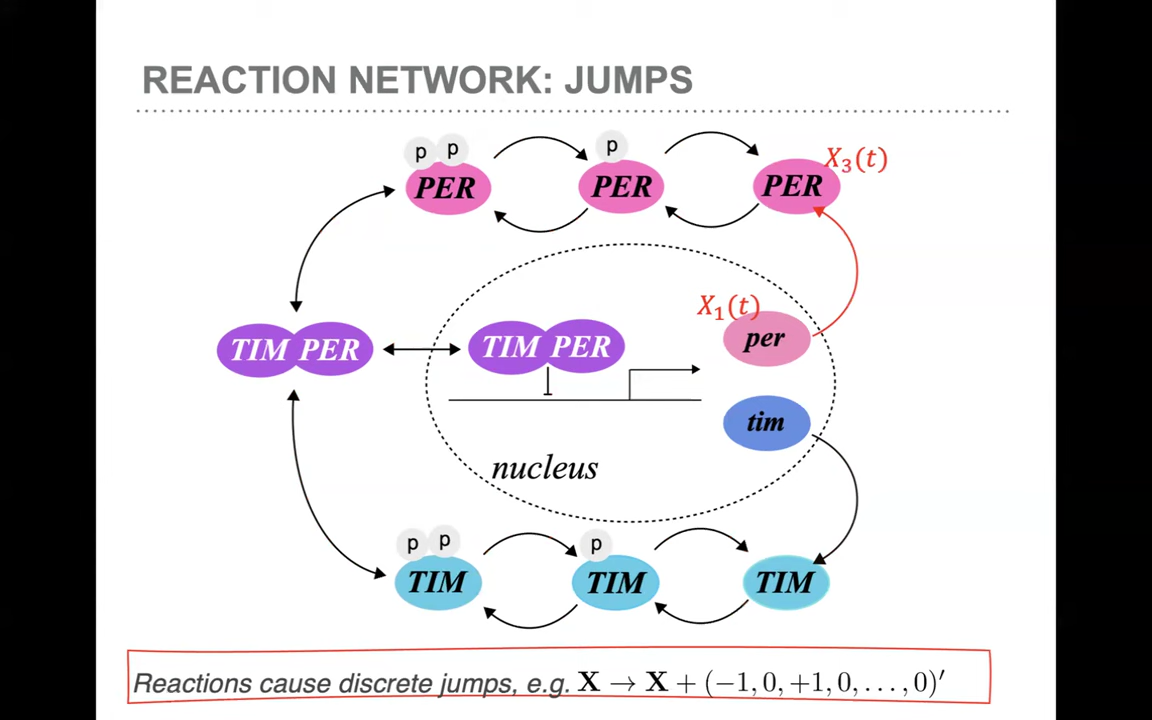 REACTION NETWORK: JUMPS
p p p
PER PER PER X₃(t)
X₁(t)
TIM PER TIM PER per
tim
nucleus
p p p
TIM TIM TIM
Reactions cause discrete jumps, e.g. X → X + (−1, 0, +1, 0, . . . , 0)′